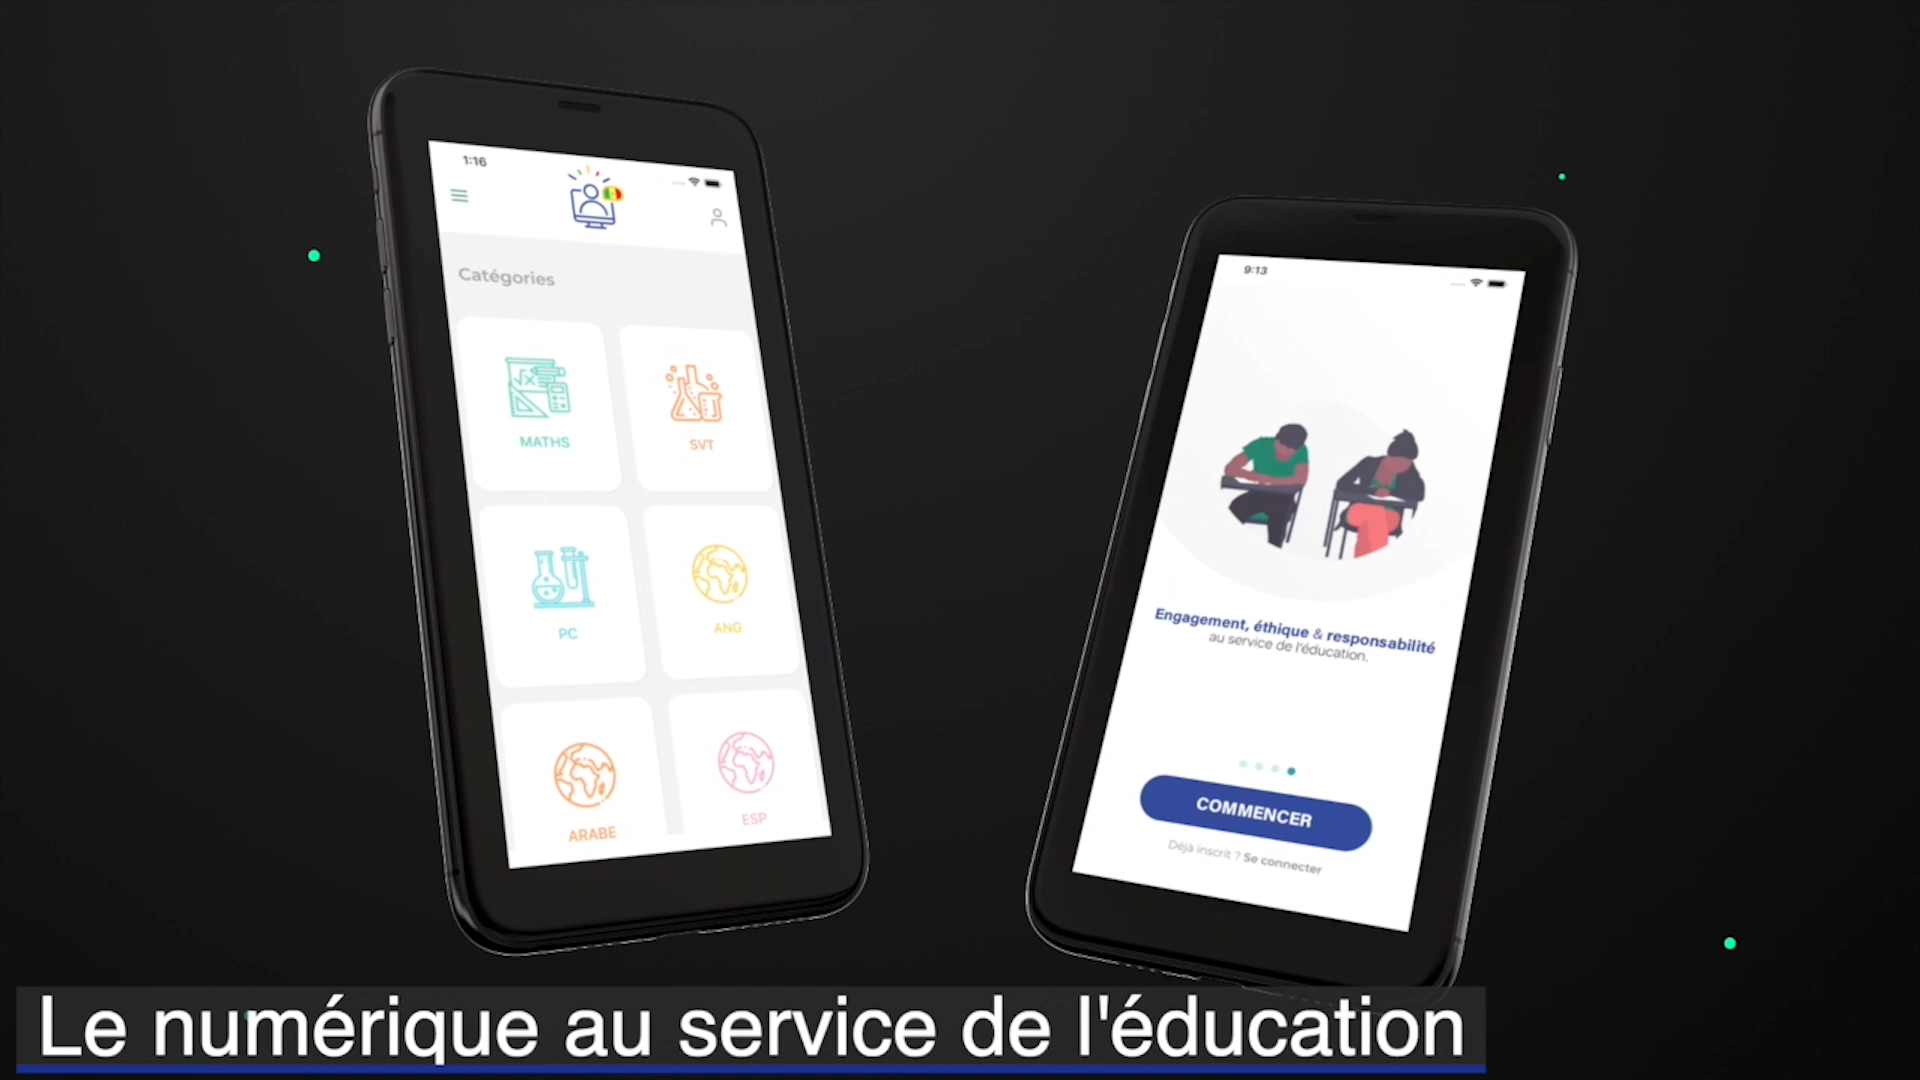 1:16
Catégories
MATHS
SVT
PC
ANG
ARABE
ESP
9:13
Engagement, éthique & responsabilité
au service de l'éducation.
COMMENCER
Déjà inscrit ? Se connecter
Le numérique au service de l'éducation